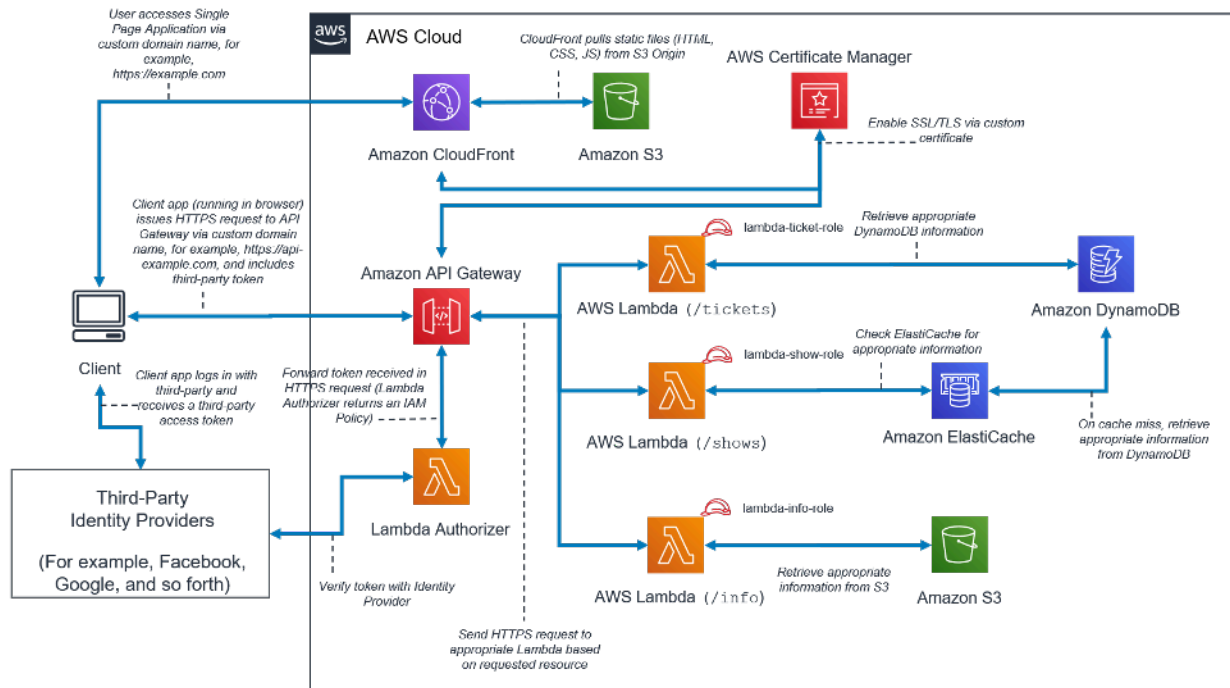 User accesses Single
Page Application via
custom domain name, for
example,
https://example.com
aws
AWS Cloud
CloudFront pulls static files (HTML,
CSS, JS) from S3 Origin
AWS Certificate Manager
Enable SSL/TLS via custom
certificate
Amazon CloudFront
Amazon S3
Client app (running in browser)
issues HTTPS request to API
Gateway via custom domain
name, for example, https://api-
example.com, and includes
third-party token
Amazon API Gateway
lambda-ticket-role
Retrieve appropriate
DynamoDB information
AWS Lambda (/tickets)
Amazon DynamoDB
Client
Client app logs in with
third-party and
receives a third-party
access token
Forward token received in
HTTPS request (Lambda
Authorizer returns an IAM
Policy)
lambda-show-role
Check ElastiCache for
appropriate information
AWS Lambda (/shows)
Amazon ElastiCache
On cache miss, retrieve
appropriate information
from DynamoDB
Third-Party
Identity Providers
(For example, Facebook,
Google, and so forth)
Lambda Authorizer
Verify token with Identity
Provider
lambda-info-role
AWS Lambda (/info)
Retrieve appropriate
information from S3
Amazon S3
Send HTTPS request to
appropriate Lambda based
on requested resource